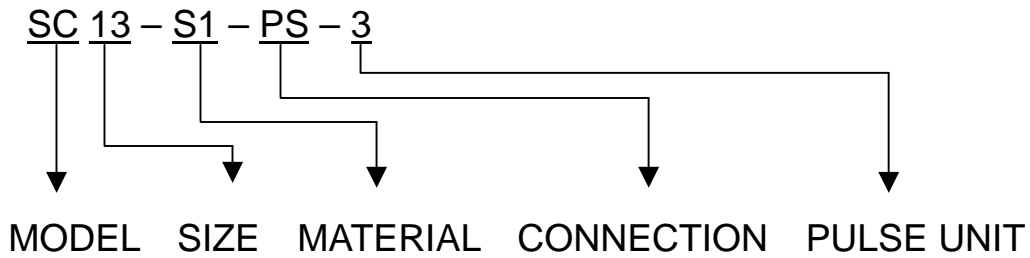 SC 13 – S1 – PS – 3
MODEL SIZE MATERIAL CONNECTION PULSE UNIT